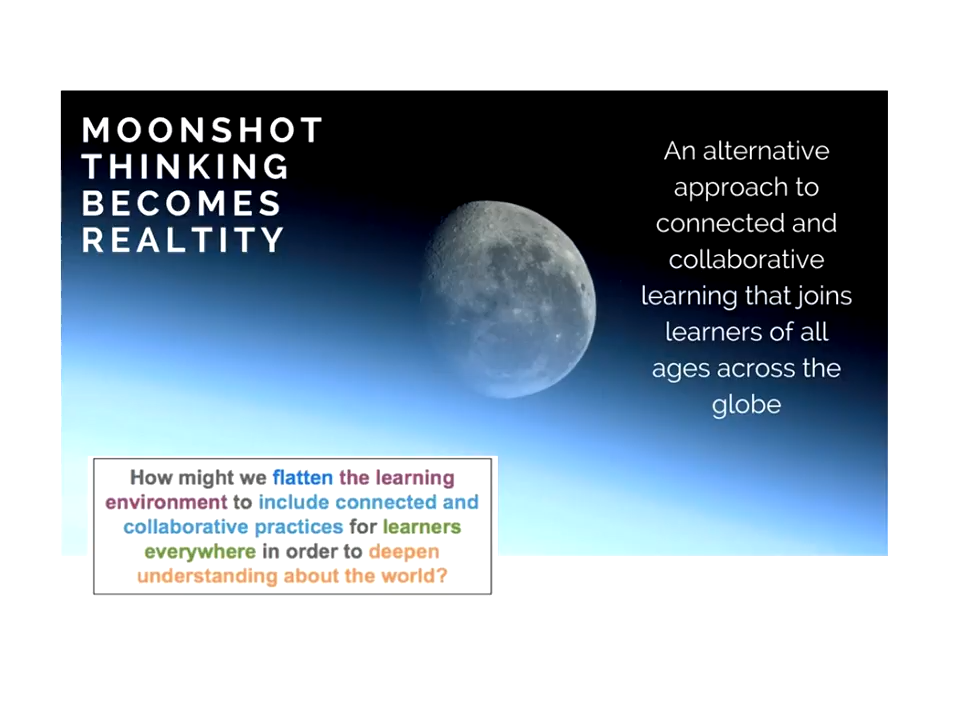 MOONSHOT
THINKING
BECOMES
REALTITY
An alternative
approach to
connected and
collaborative
learning that joins
learners of all
ages across the
globe
How might we flatten the learning
environment to include connected and
collaborative practices for learners
everywhere in order to deepen
understanding about the world?